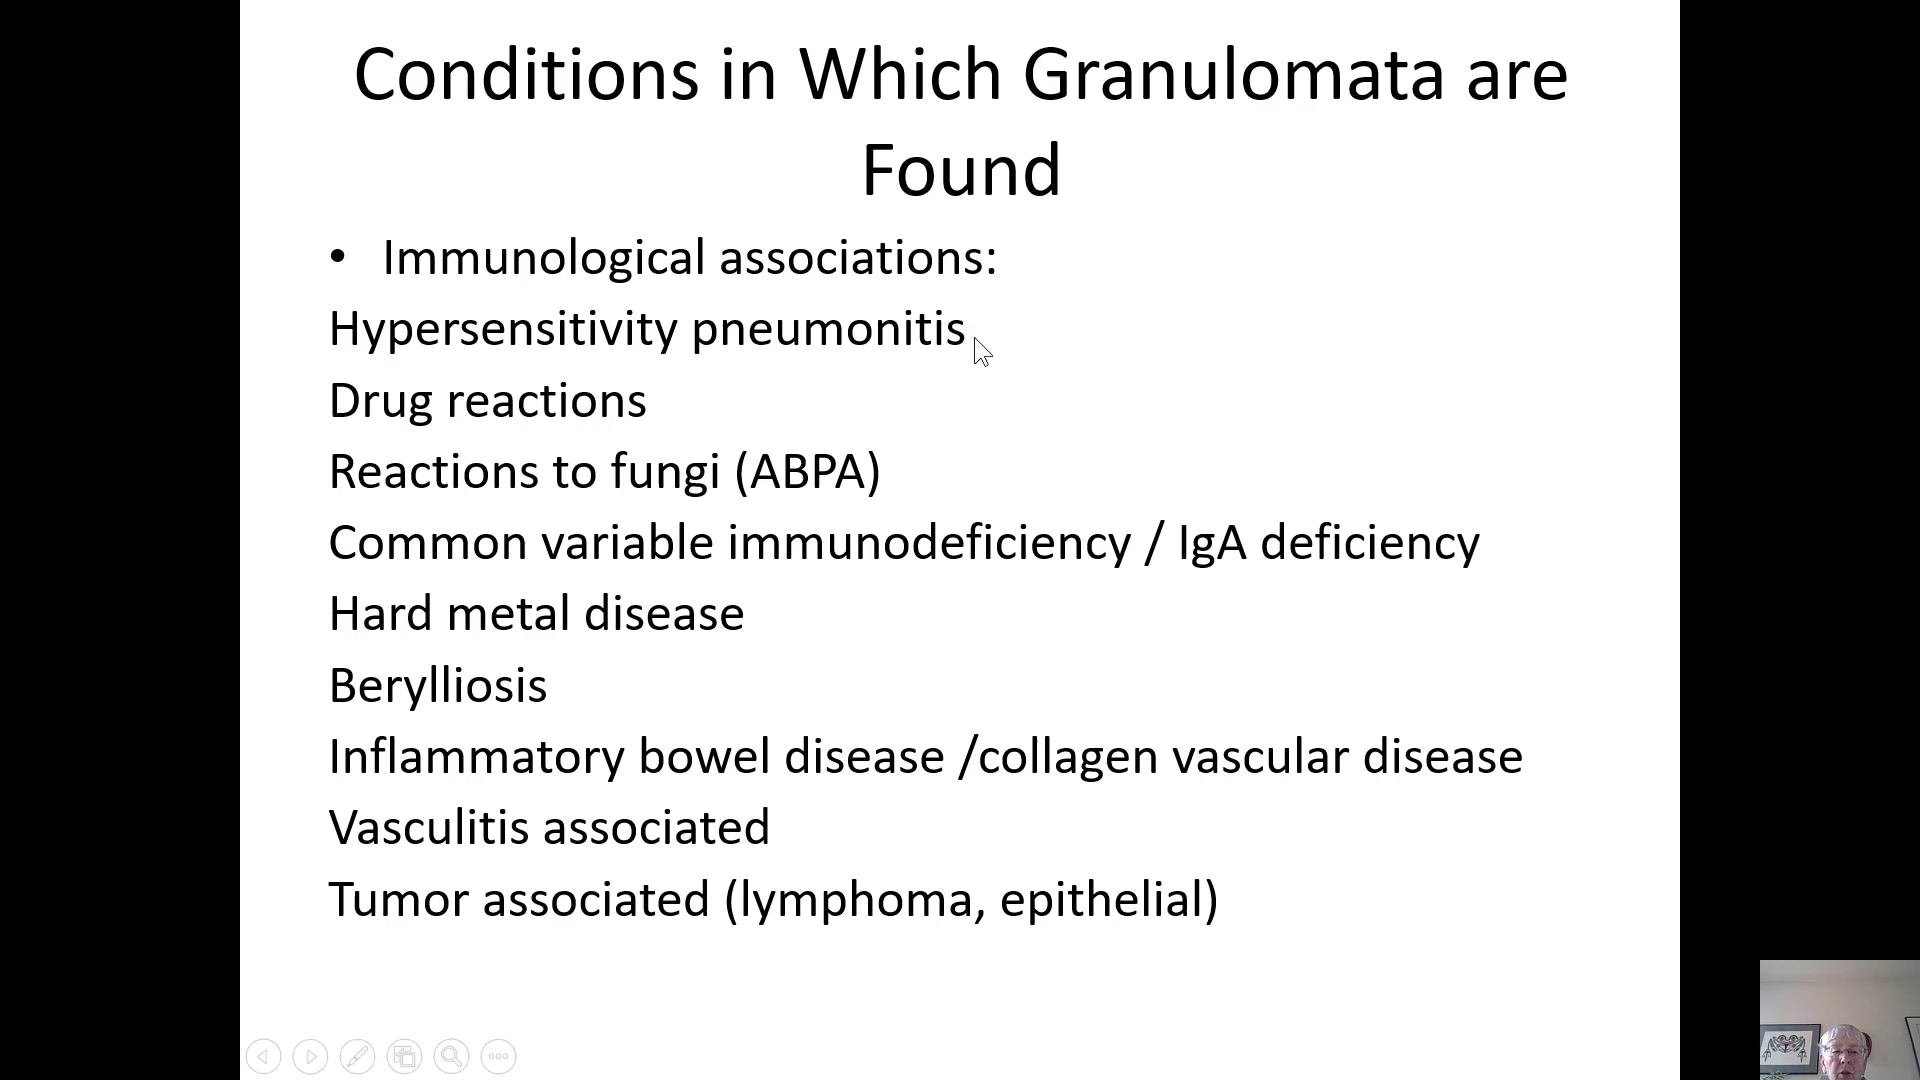 Conditions in Which Granulomata are
Found
• Immunological associations:
Hypersensitivity pneumonitis
Drug reactions
Reactions to fungi (ABPA)
Common variable immunodeficiency / IgA deficiency
Hard metal disease
Berylliosis
Inflammatory bowel disease /collagen vascular disease
Vasculitis associated
Tumor associated (lymphoma, epithelial)